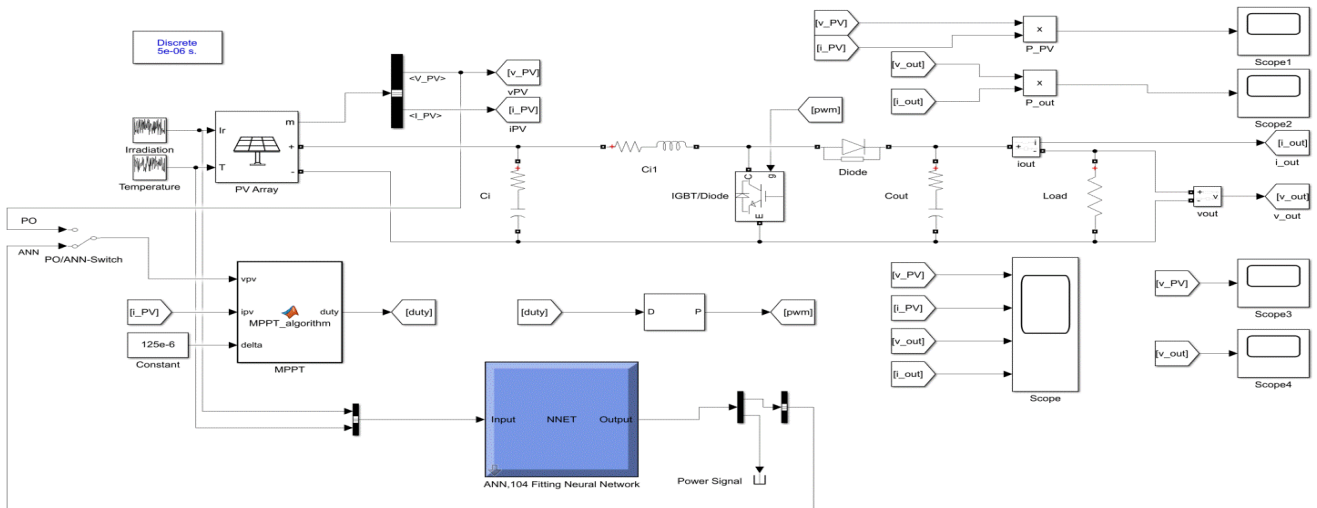 Discrete
5e-06 s.
[v_PV]
[i_PV]
x
P_PV
Scope1
[v_out]
[i_out]
x
P_out
Scope2
<V_PV>
[v_PV]
vPV
<I_PV>
[i_PV]
iPV
[pwm]
Irradiation
Temperature
Ir
T
m
+
-
PV Array
+
Ci
+
Ci1
g
C
E
IGBT/Diode
Diode
+
Cout
+
i
-
iout
[i_out]
i_out
+
Load
+
-
v
vout
[v_out]
v_out
PO
ANN
PO/ANN-Switch
vpv
[i_PV]
ipv
duty
MPPT_algorithm
125e-6
delta
Constant
MPPT
[duty]
[duty]
D
P
[pwm]
[v_PV]
[i_PV]
[v_out]
[i_out]
Scope
[v_PV]
Scope3
[v_out]
Scope4
Input
NNET
Output
ANN,104 Fitting Neural Network
Power Signal